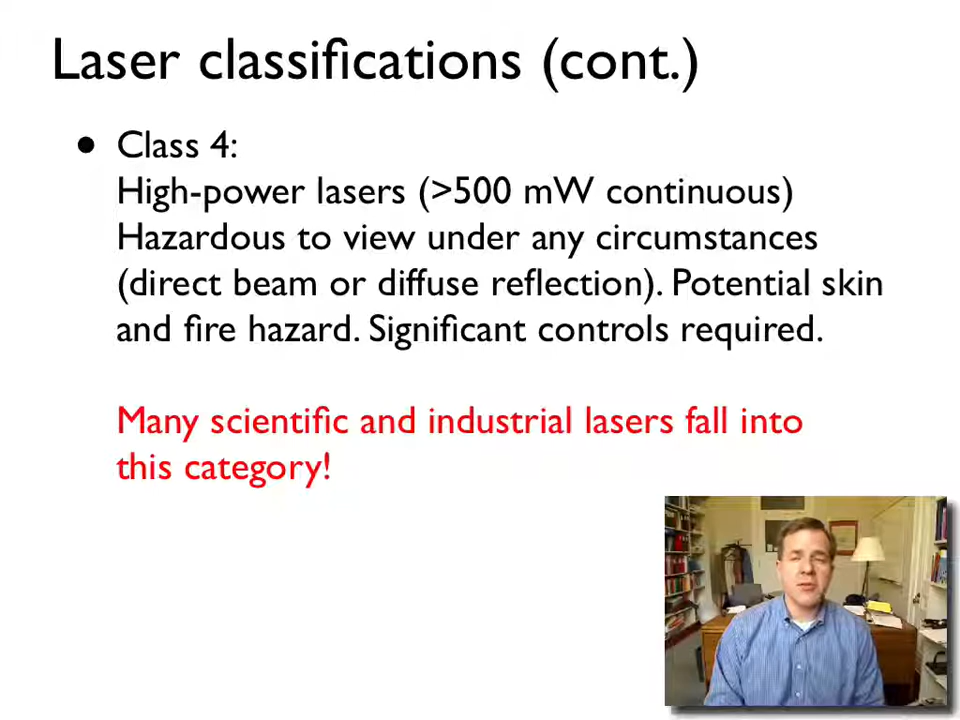 Laser classifications (cont.)
• Class 4:
High-power lasers (>500 mW continuous)
Hazardous to view under any circumstances
(direct beam or diffuse reflection). Potential skin
and fire hazard. Significant controls required.
Many scientific and industrial lasers fall into
this category!